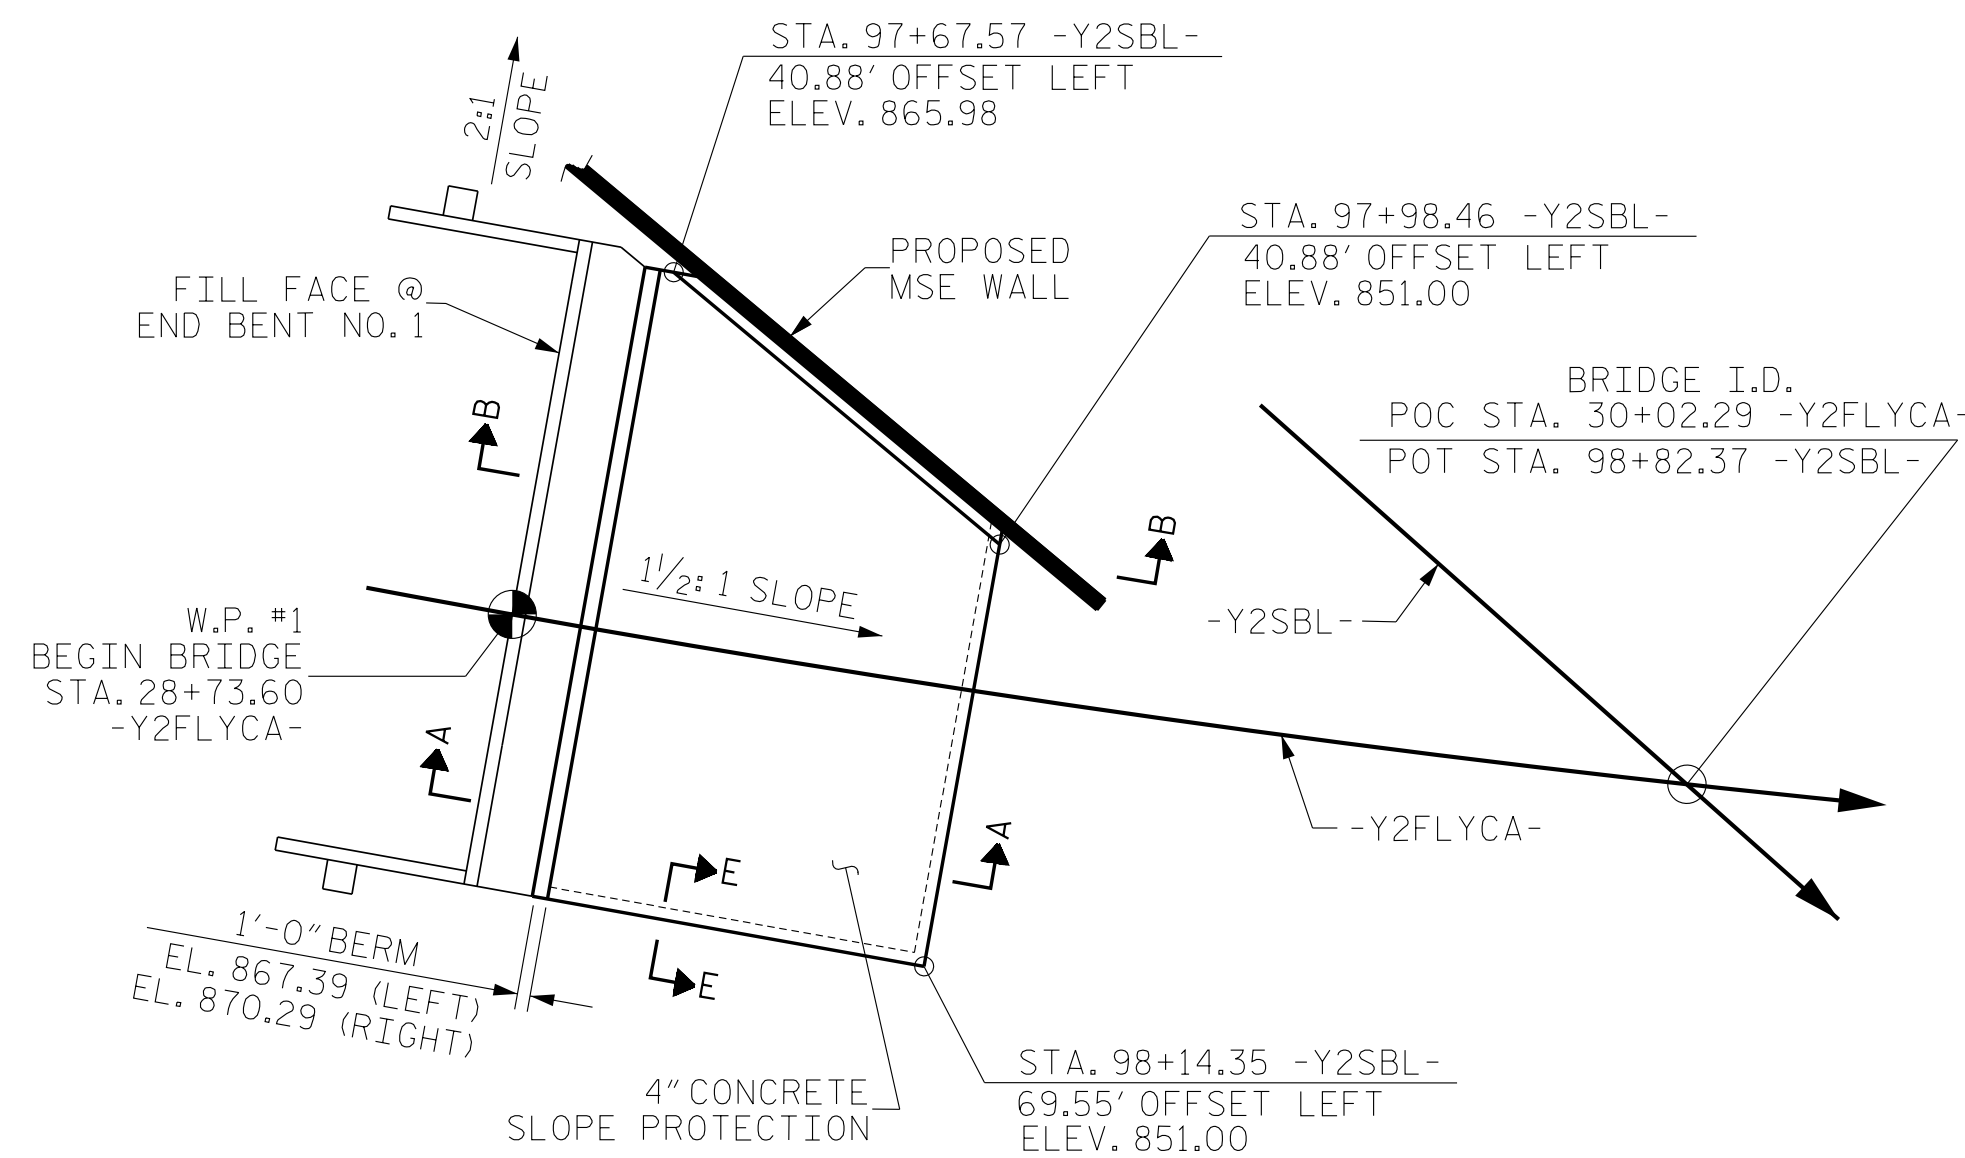 STA. 97+67.57 -Y2SBL-
40.88' OFFSET LEFT
ELEV. 865.98
2:1
SLOPE
STA. 97+98.46 -Y2SBL-
40.88' OFFSET LEFT
ELEV. 851.00
PROPOSED
MSE WALL
FILL FACE @
END BENT NO. 1
BRIDGE I.D.
POC STA. 30+02.29 -Y2FLYCA-
POT STA. 98+82.37 -Y2SBL-
B
B
1 1/2:1 SLOPE
-Y2SBL-
W.P. #1
BEGIN BRIDGE
STA. 28+73.60
-Y2FLYCA-
A
A
-Y2FLYCA-
E
E
1'-0" BERM
EL. 867.39 (LEFT)
EL. 870.29 (RIGHT)
4" CONCRETE
SLOPE PROTECTION
STA. 98+14.35 -Y2SBL-
69.55' OFFSET LEFT
ELEV. 851.00